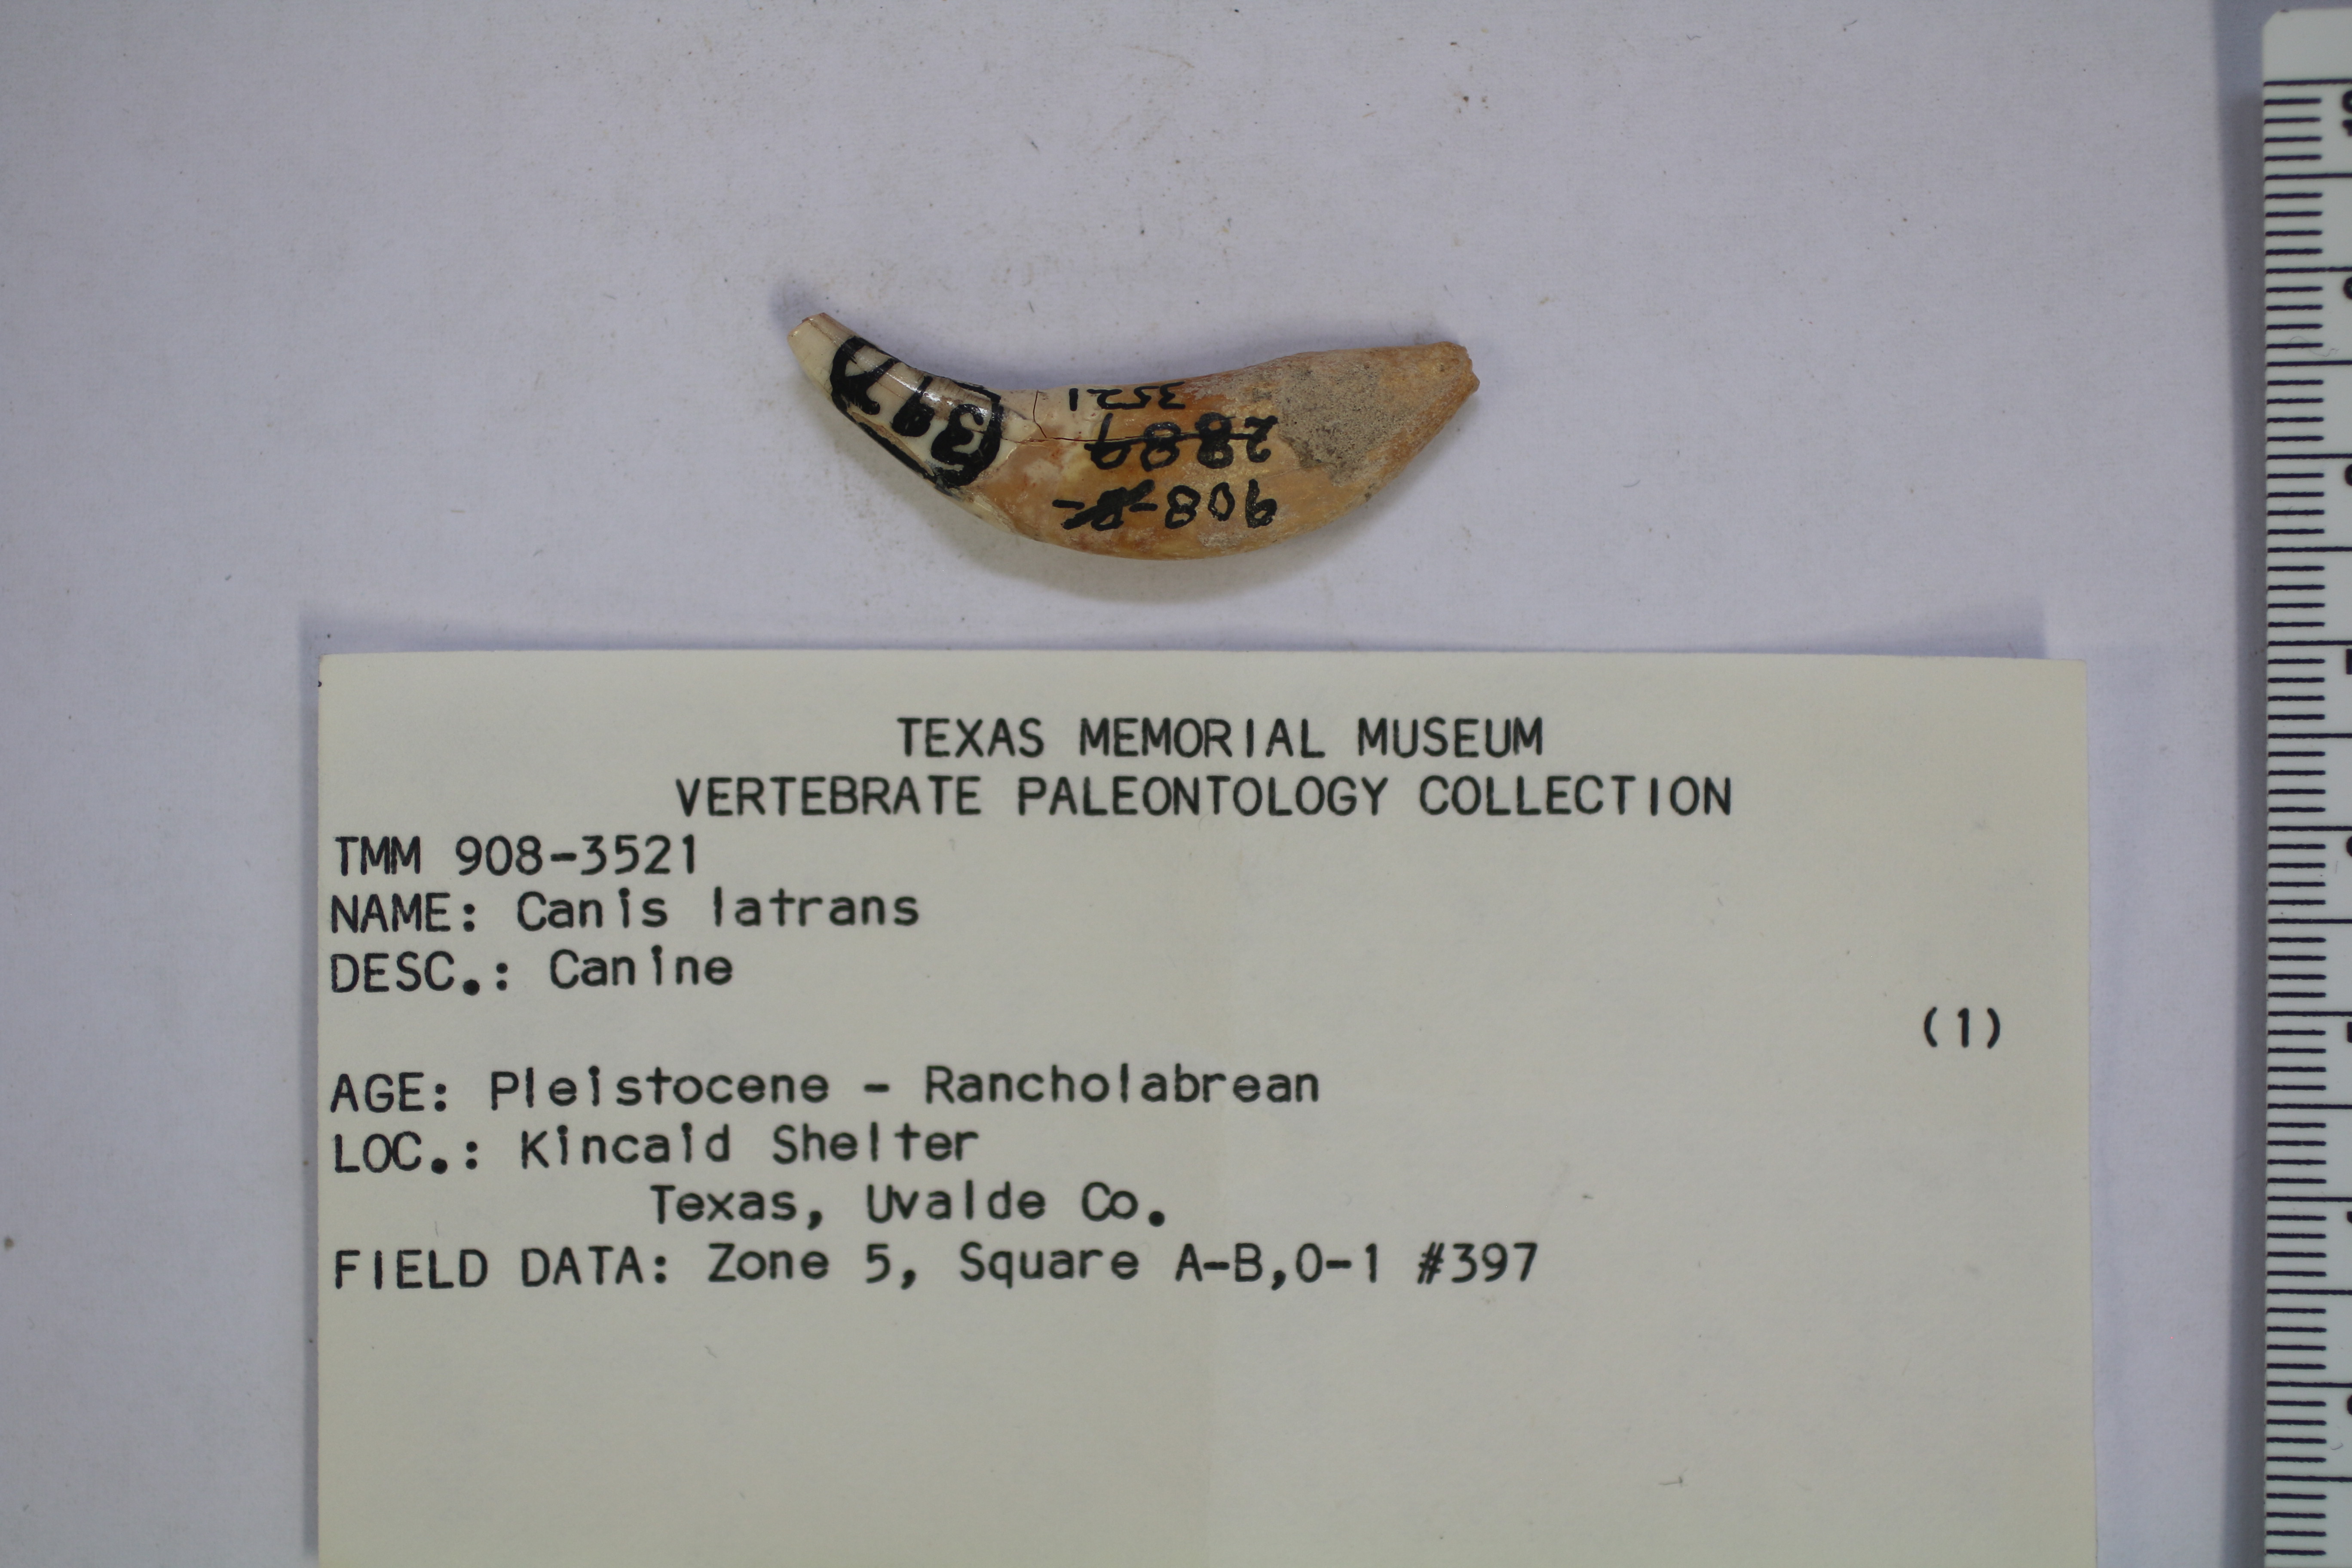 397
3521
2889
908-
TEXAS MEMORIAL MUSEUM
VERTEBRATE PALEONTOLOGY COLLECTION
TMM 908-3521
NAME: Canis latrans
DESC.: Canine
(1)
AGE: Pleistocene - Rancholabrean
LOC.: Kincaid Shelter
Texas, Uvalde Co.
FIELD DATA: Zone 5, Square A-B,0-1 #397